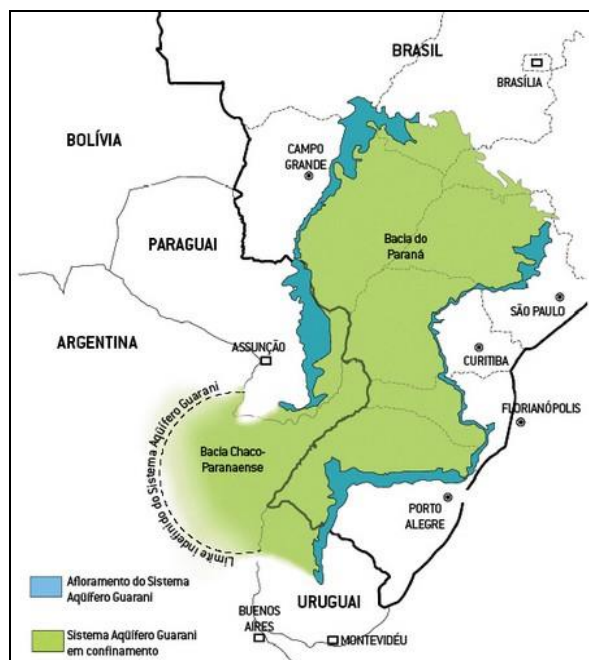 BRASIL
BRASÍLIA
BOLÍVIA
CAMPO
GRANDE
PARAGUAI
Bacia do
Paraná
SÃO PAULO
ARGENTINA
ASSUNÇÃO
CURITIBA
FLORIANÓPOLIS
Limite Indefinido do Sistema Aqüífero Guarani
Bacia Chaco-
Paranaense
PORTO
ALEGRE
Afloramento do Sistema
Aqüífero Guarani
URUGUAI
BUENOS
AIRES
MONTEVIDÉU
Sistema Aqüífero Guarani
em confinamento